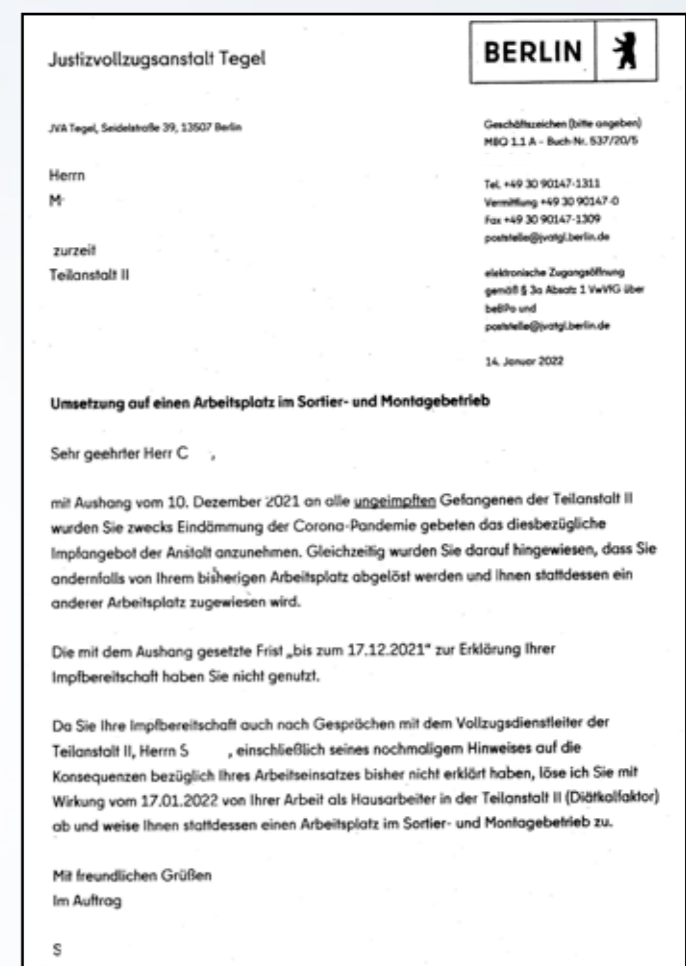 Justizvollzugsanstalt Tegel
BERLIN
JVA Tegel, Seidelstraße 39, 13507 Berlin
Geschäftszeichen (bitte angeben)
MBO 1.1 A - Buch-Nr. 537/20/5
Herrn
M
Tel. +49 30 90147-1311
Vermittlung +49 30 90147-0
Fax +49 30 90147-1309
poststelle@jvatgl.berlin.de
zurzeit
Teilanstalt II
elektronische Zugangsöffnung
gemäß § 3a Absatz 1 VwVfG über
beBPo und
poststelle@jvatgl.berlin.de
14. Januar 2022
Umsetzung auf einen Arbeitsplatz im Sortier- und Montagebetrieb
Sehr geehrter Herr C ,
mit Aushang vom 10. Dezember 2021 an alle ungeimpften Gefangenen der Teilanstalt II
wurden Sie zwecks Eindämmung der Corona-Pandemie gebeten das diesbezügliche
Impfangebot der Anstalt anzunehmen. Gleichzeitig wurden Sie darauf hingewiesen, dass Sie
andernfalls von Ihrem bisherigen Arbeitsplatz abgelöst werden und Ihnen stattdessen ein
anderer Arbeitsplatz zugewiesen wird.
Die mit dem Aushang gesetzte Frist „bis zum 17.12.2021" zur Erklärung Ihrer
Impfbereitschaft haben Sie nicht genutzt.
Da Sie Ihre Impfbereitschaft auch nach Gesprächen mit dem Vollzugsdienstleiter der
Teilanstalt II, Herrn S , einschließlich seines nochmaligem Hinweises auf die
Konsequenzen bezüglich Ihres Arbeitseinsatzes bisher nicht erklärt haben, löse ich Sie mit
Wirkung vom 17.01.2022 von Ihrer Arbeit als Hausarbeiter in der Teilanstalt II (Diätkalfaktor)
ab und weise Ihnen stattdessen einen Arbeitsplatz im Sortier- und Montagebetrieb zu.
Mit freundlichen Grüßen
Im Auftrag
S